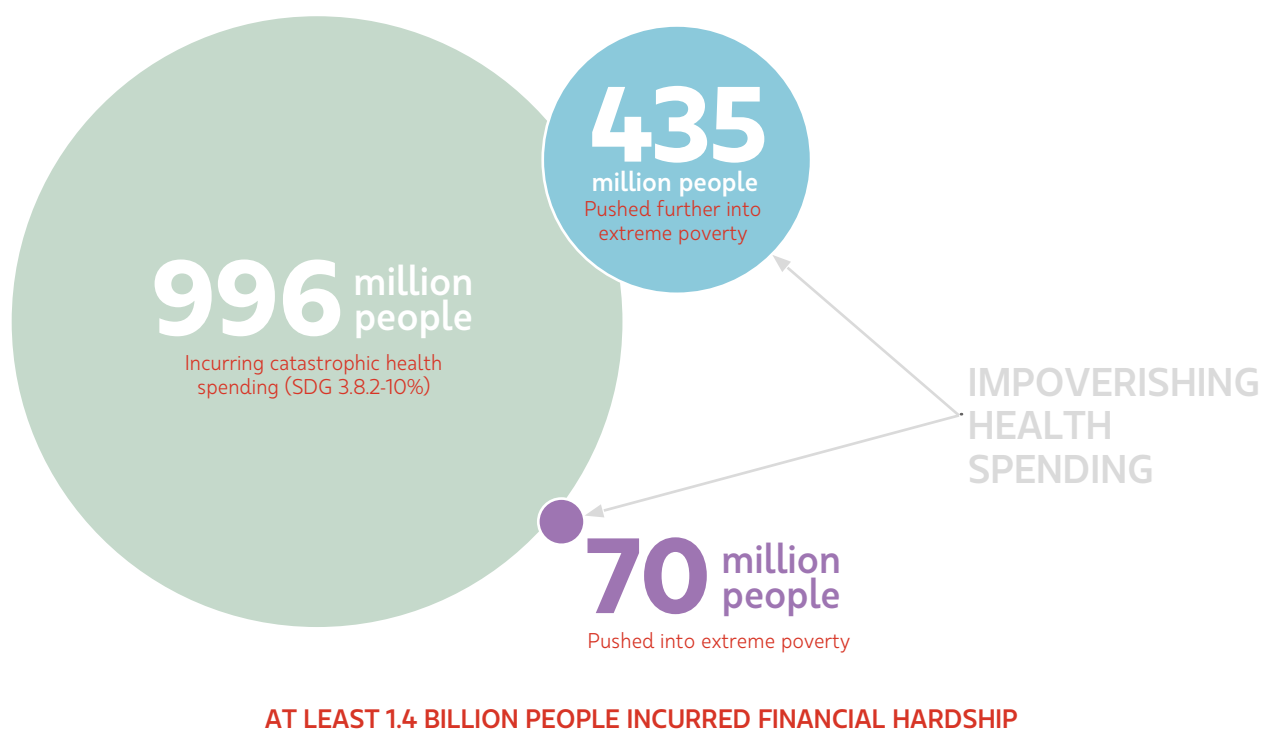 435
million people
Pushed further into
extreme poverty
996 million
people
Incurring catastrophic health
spending (SDG 3.8.2-10%)
IMPOVERISHING
HEALTH
SPENDING
70 million
people
Pushed into extreme poverty
AT LEAST 1.4 BILLION PEOPLE INCURRED FINANCIAL HARDSHIP